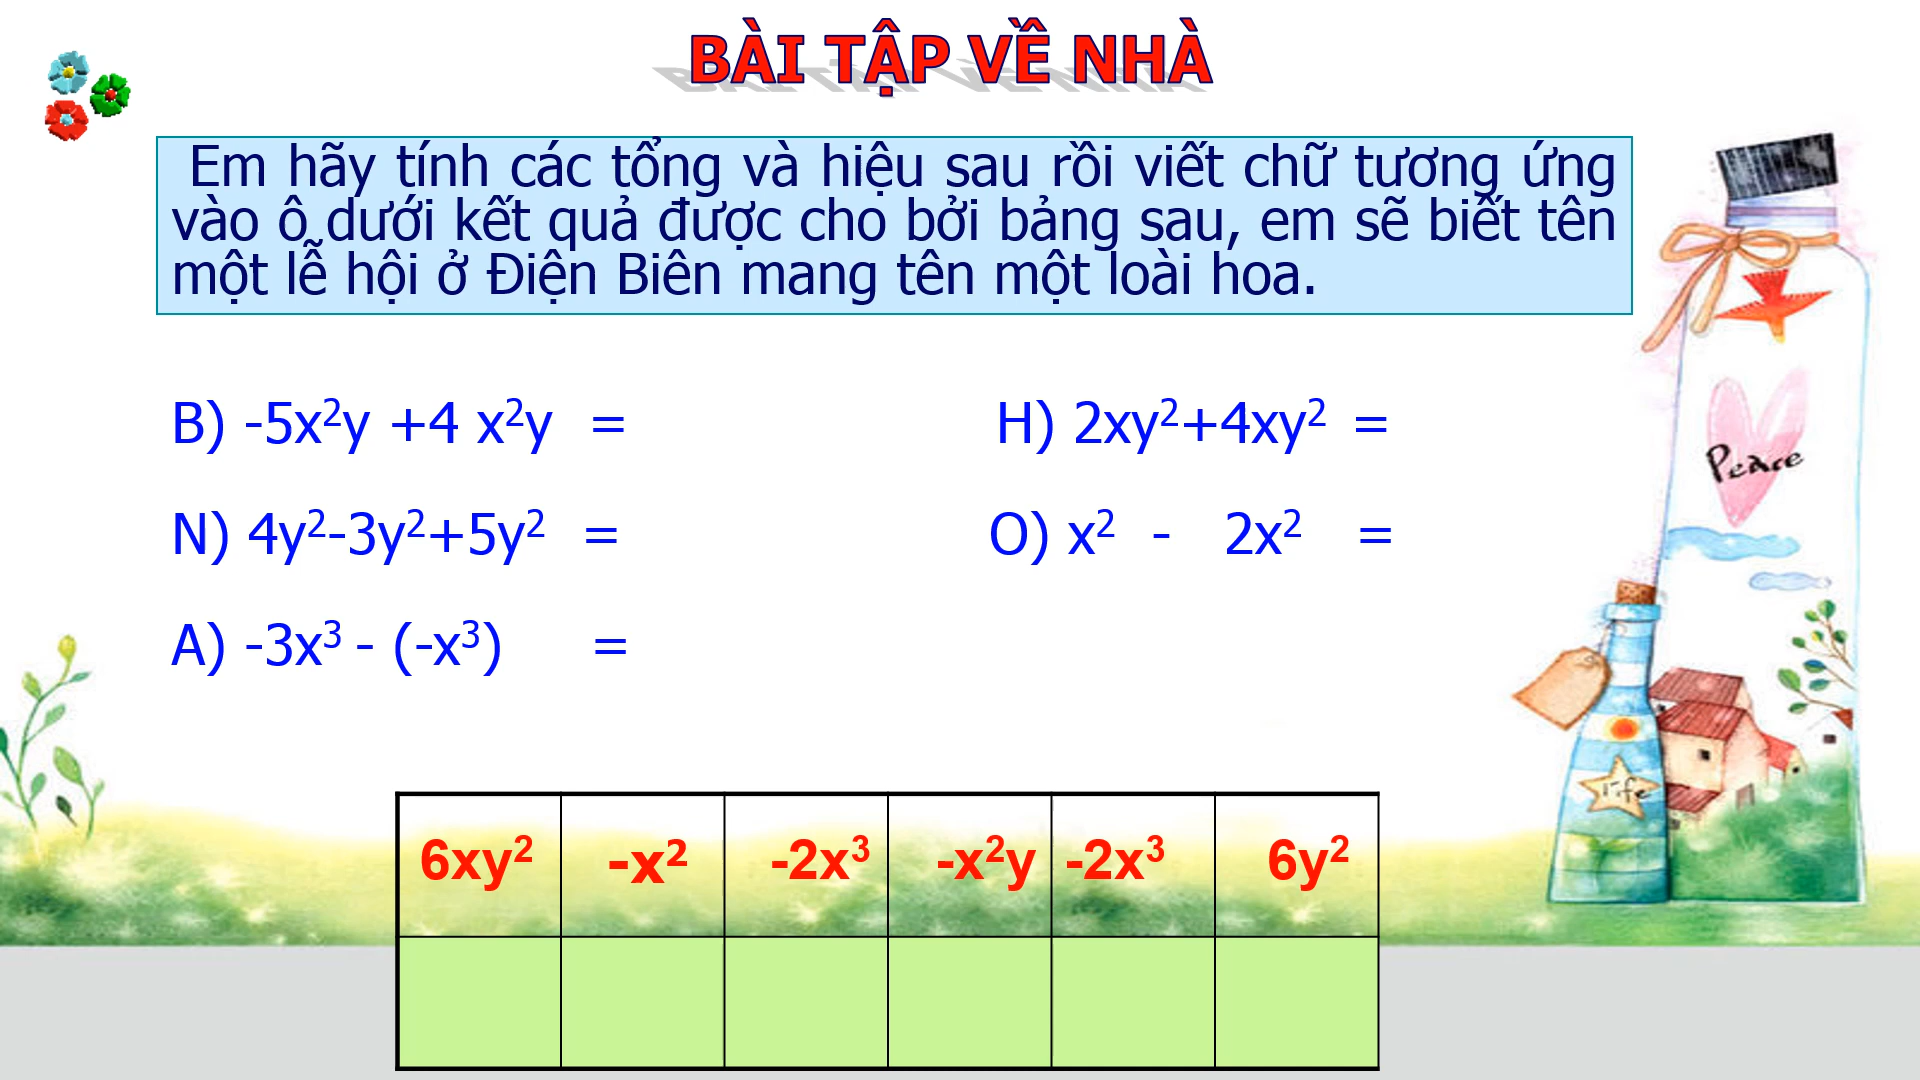 BÀI TẬP VỀ NHÀ
Em hãy tính các tổng và hiệu sau rồi viết chữ tương ứng
vào ô dưới kết quả được cho bởi bảng sau, em sẽ biết tên
một lễ hội ở Điện Biên mang tên một loài hoa.
B) -5x²y +4 x²y =
H) 2xy²+4xy² =
N) 4y²-3y²+5y² =
O) x² - 2x² =
A) -3x³ - (-x³) =
Peace
life
6xy² -x² -2x³ -x²y -2x³ 6y²